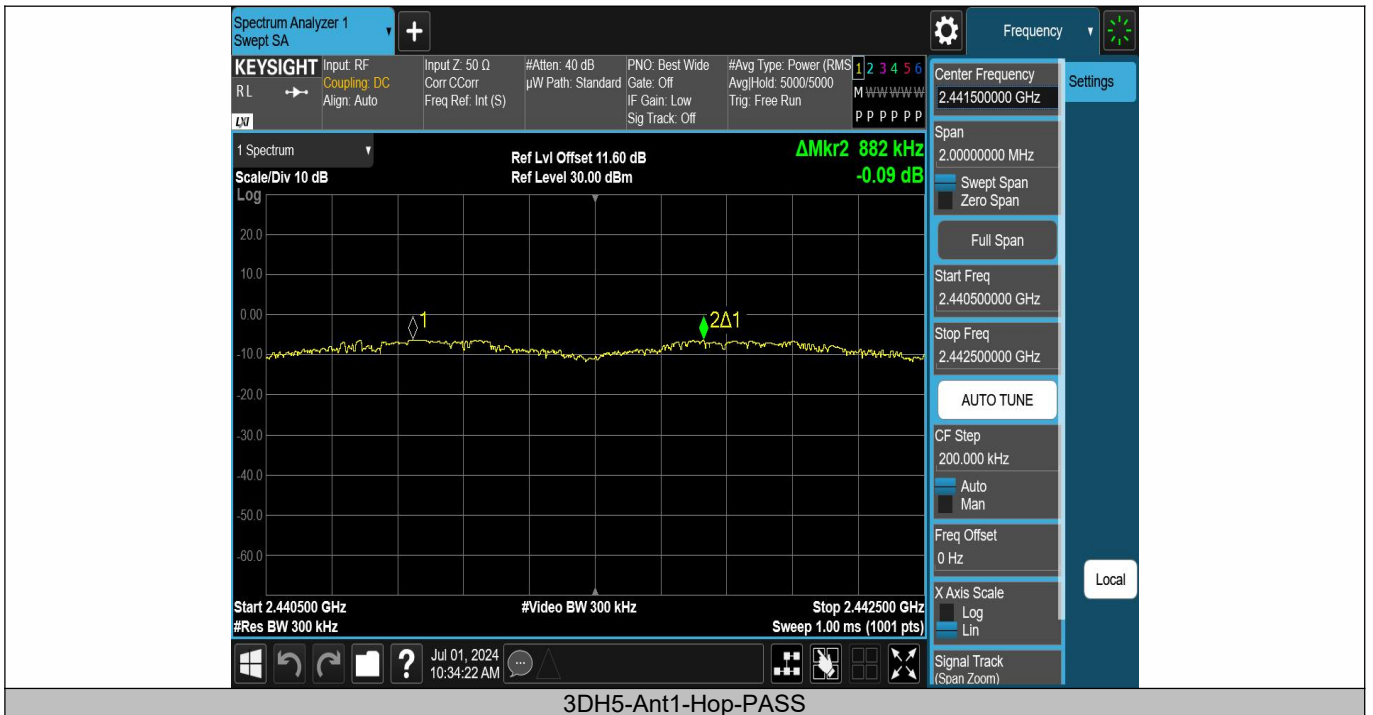 Spectrum Analyzer 1
Swept SA
+
Frequency
KEYSIGHT
RL
LXI
Input: RF
Coupling: DC
Align: Auto
Input Z: 50 Ω
Corr CCorr
Freq Ref: Int (S)
#Atten: 40 dB
µW Path: Standard
PNO: Best Wide
Gate: Off
IF Gain: Low
Sig Track: Off
#Avg Type: Power (RMS
Avg|Hold: 5000/5000
Trig: Free Run
1 2 3 4 5 6
M W W W W W
P P P P P P
1 Spectrum
Scale/Div 10 dB
Ref Lvl Offset 11.60 dB
Ref Level 30.00 dBm
ΔMkr2 882 kHz
-0.09 dB
Log
20.0
10.0
0.00
-10.0
-20.0
-30.0
-40.0
-50.0
-60.0
1
2Δ1
Start 2.440500 GHz
#Res BW 300 kHz
#Video BW 300 kHz
Stop 2.442500 GHz
Sweep 1.00 ms (1001 pts)
Jul 01, 2024
10:34:22 AM
?
Center Frequency
2.441500000 GHz
Settings
Span
2.00000000 MHz
Swept Span
Zero Span
Full Span
Start Freq
2.440500000 GHz
Stop Freq
2.442500000 GHz
AUTO TUNE
CF Step
200.000 kHz
Auto
Man
Freq Offset
0 Hz
Local
X Axis Scale
Log
Lin
Signal Track
(Span Zoom)
3DH5-Ant1-Hop-PASS